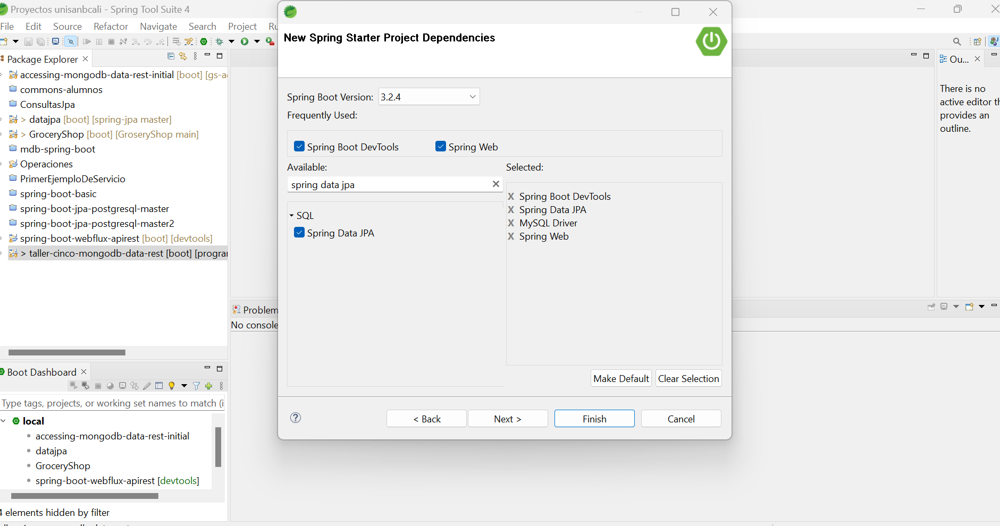 Proyectos unisanbcali - Spring Tool Suite 4
File Edit Source Refactor Navigate Search Project
Package Explorer
accessing-mongodb-data-rest-initial [boot]
commons-alumnos
ConsultasJpa
> datajpa [boot] [spring-jpa master]
> GroceryShop [boot] [GroseryShop main]
mdb-spring-boot
Operaciones
PrimerEjemploDeServicio
spring-boot-basic
spring-boot-jpa-postgresql-master
spring-boot-jpa-postgresql-master2
spring-boot-webflux-apirest [boot] [devtools]
> taller-cinco-mongodb-data-rest [boot]
Boot Dashboard
Type tags, projects, or working set names to match (i
local
accessing-mongodb-data-rest-initial
datajpa
GroceryShop
spring-boot-webflux-apirest [devtools]
4 elements hidden by filter
New Spring Starter Project Dependencies
Spring Boot Version: 3.2.4
Frequently Used:
Spring Boot DevTools Spring Web
Available:
spring data jpa
SQL
Spring Data JPA
Selected:
X Spring Boot DevTools
X Spring Data JPA
X MySQL Driver
X Spring Web
Make Default Clear Selection
< Back Next > Finish Cancel
Problem
No console
Ou...
There is no
active editor th
provides an
outline.